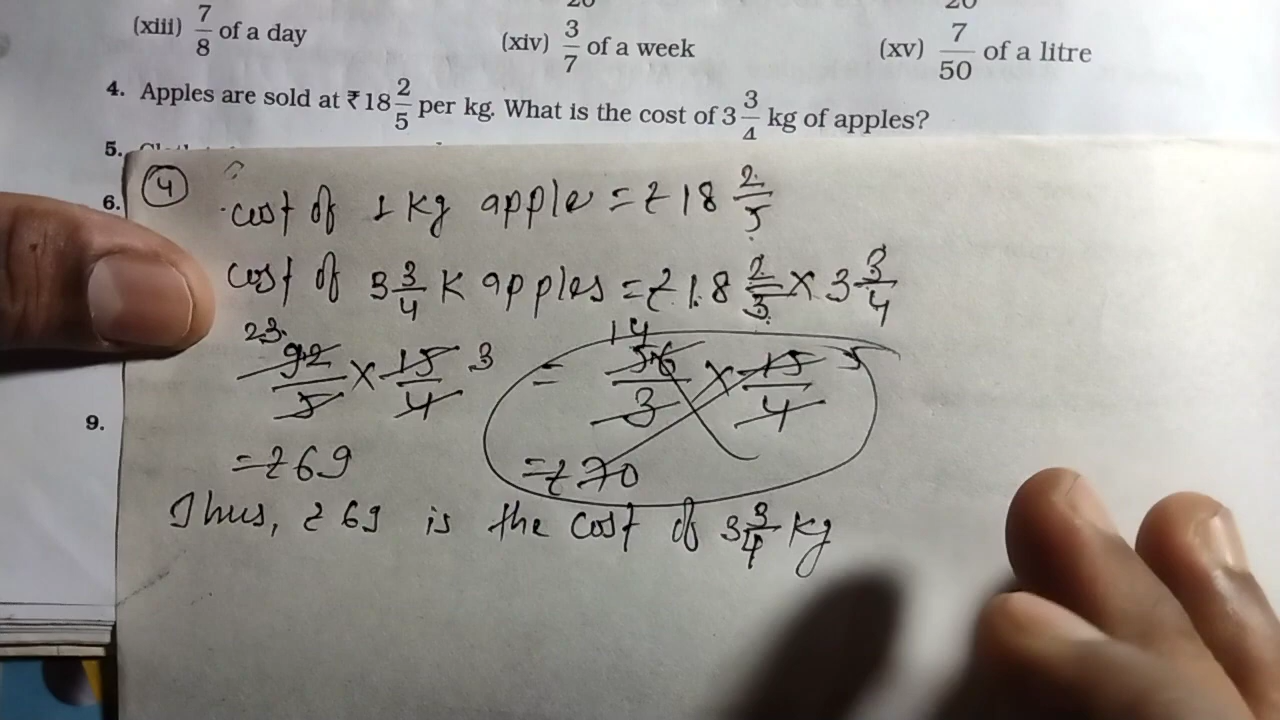 20 20
(xiii) 7/8 of a day (xiv) 3/7 of a week (xv) 7/50 of a litre
4. Apples are sold at ₹18 2/5 per kg. What is the cost of 3 3/4 kg of apples?
5.
6.
9.
4
cost of 1 kg apple = ₹18 2/5
cost of 3 3/4 K apples = ₹18 2/3 × 3 3/4
23 92/5 × 15/4 3 = 14 56/3 × 15/4 5
= ₹69 = ₹70
Thus, ₹69 is the cost of 3 3/4 kg